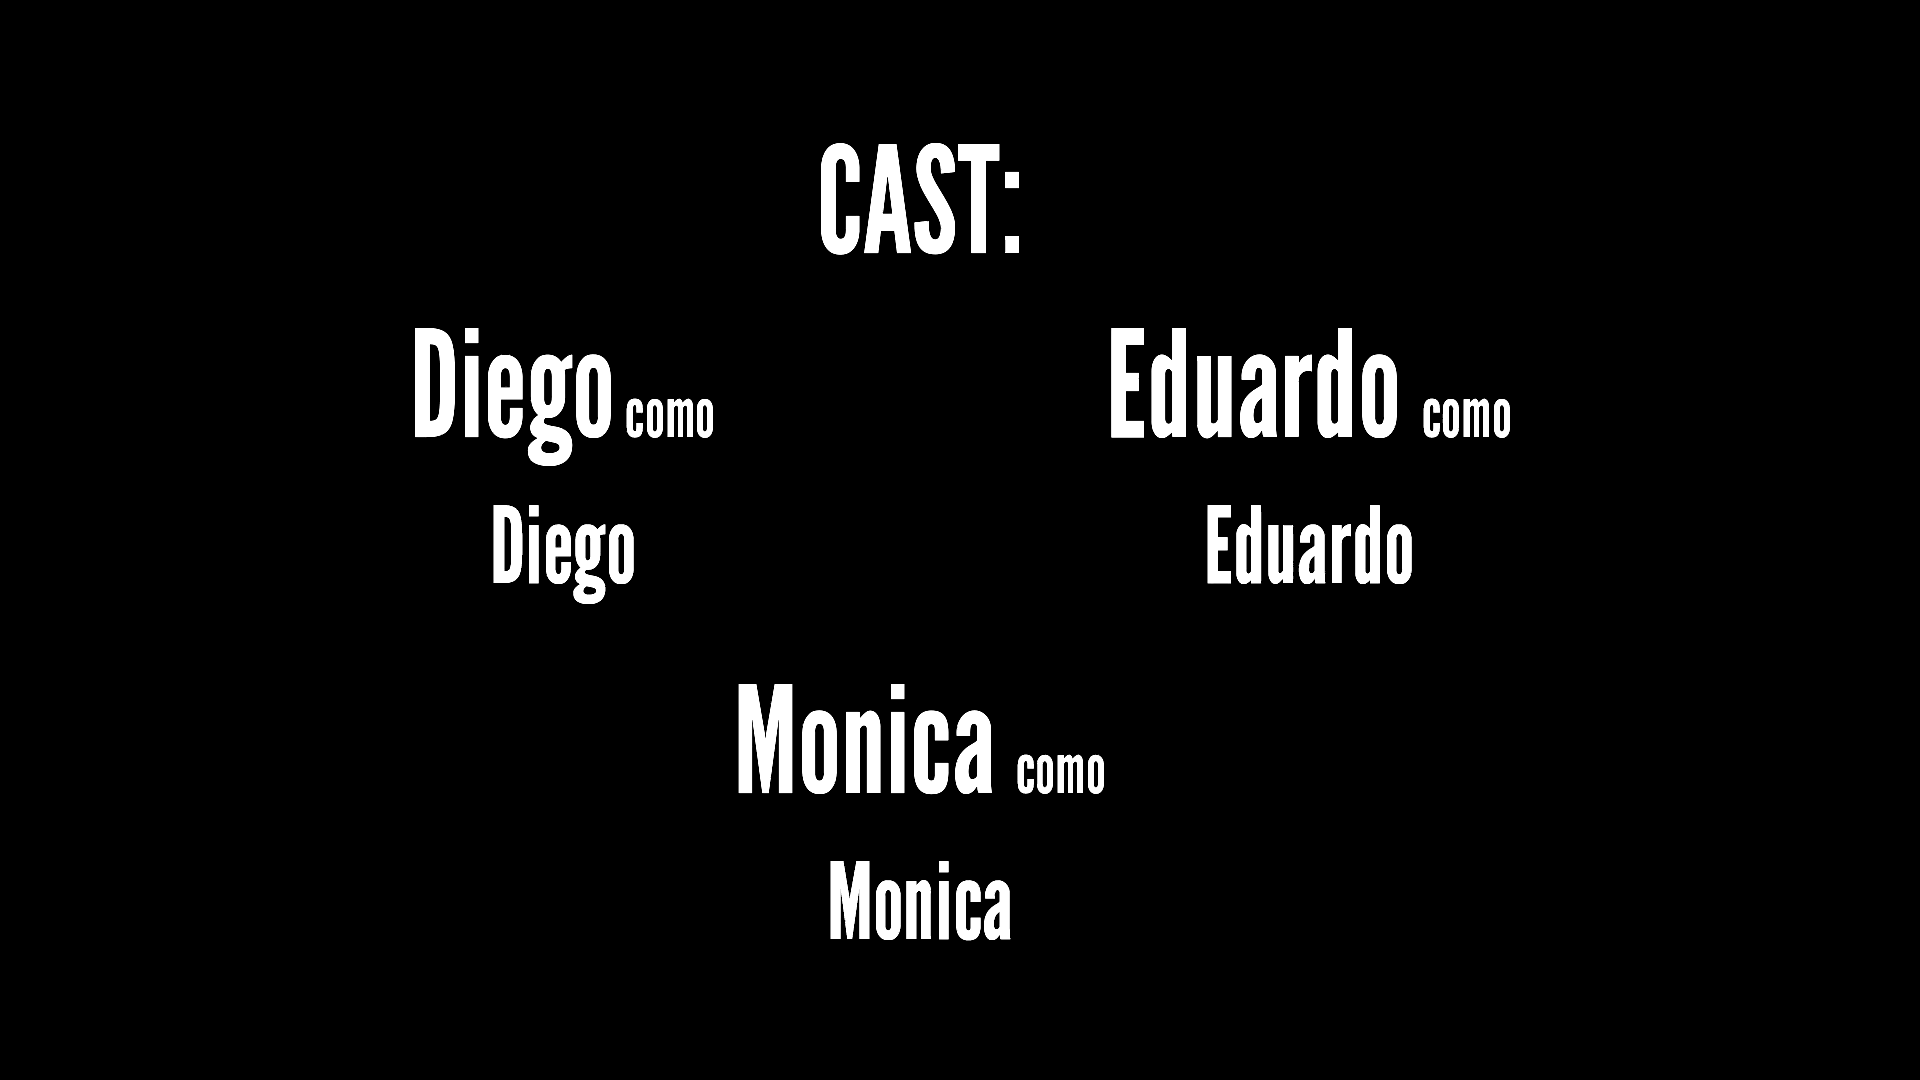 CAST:
Diego como
Diego
Eduardo como
Eduardo
Monica como
Monica